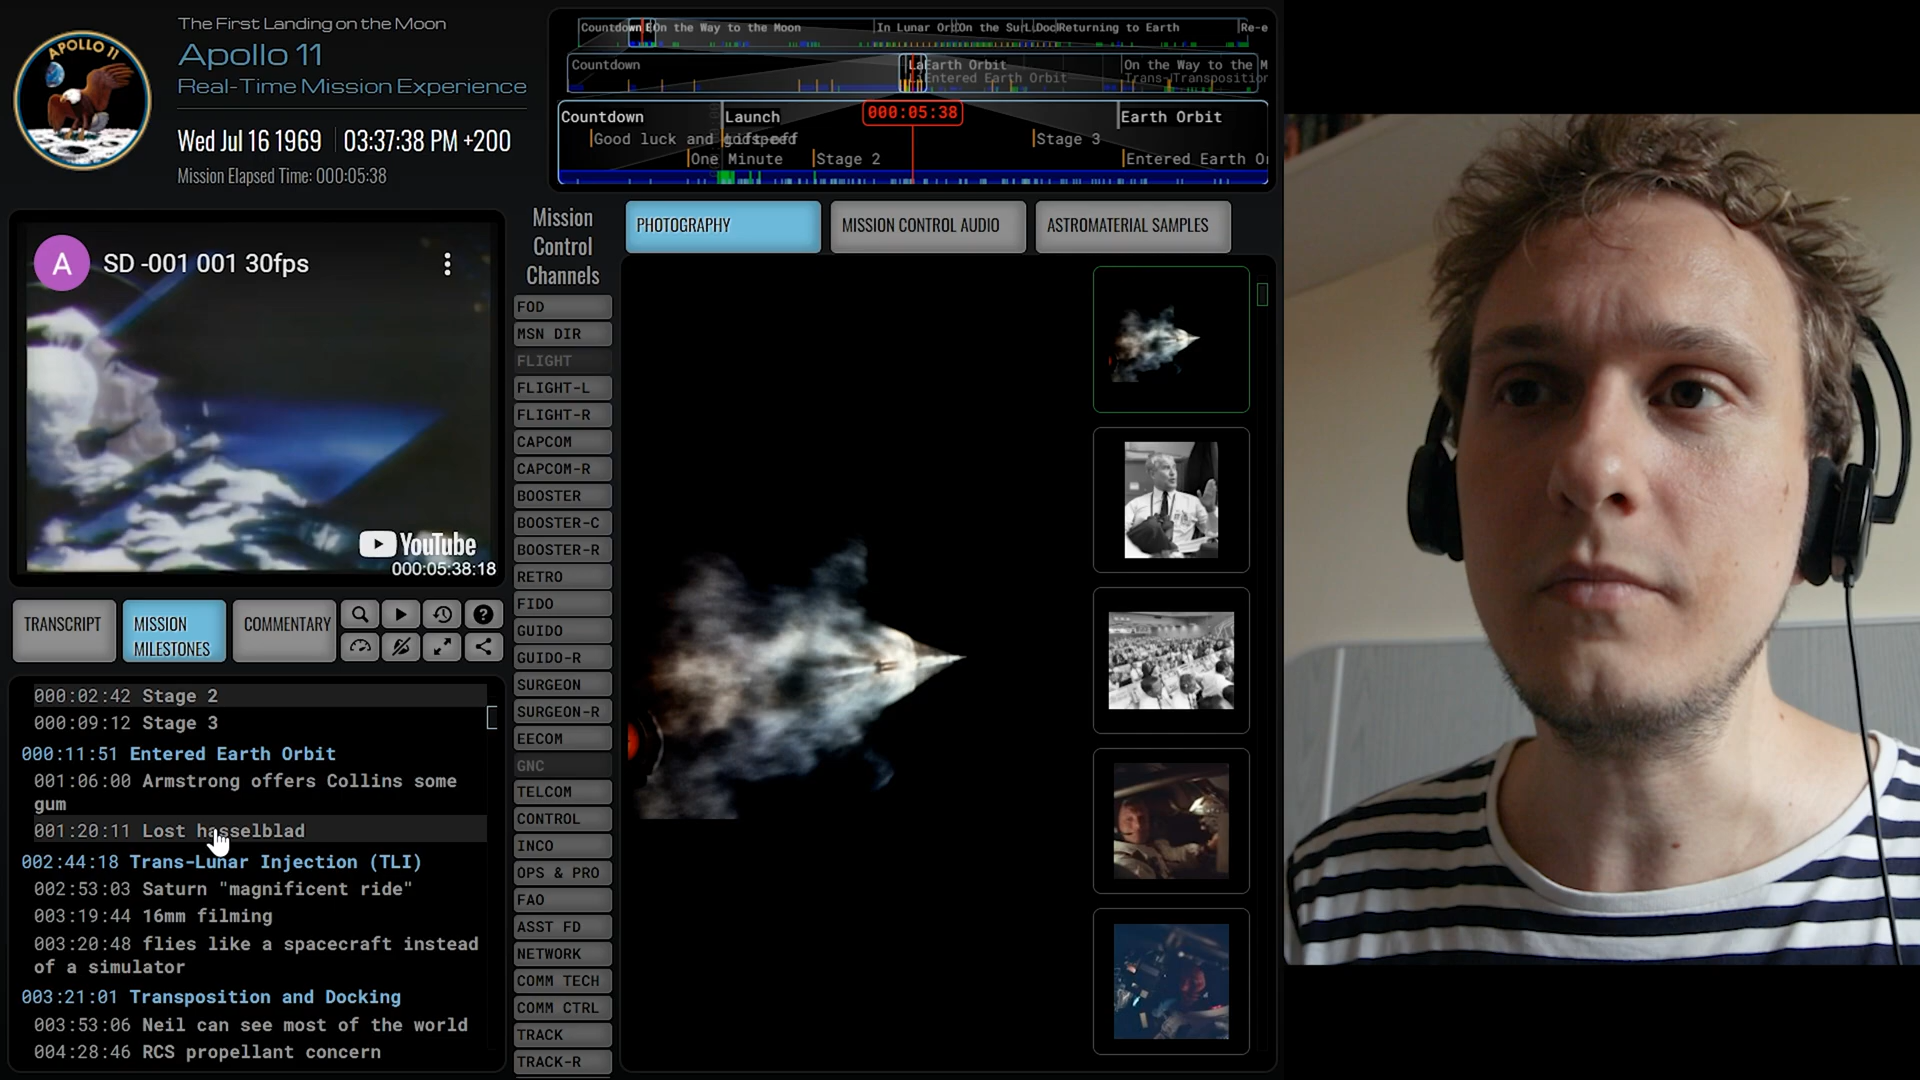 The First Landing on the Moon
Apollo 11
Real-Time Mission Experience
APOLLO 11
Wed Jul 16 1969 03:37:38 PM +200
Mission Elapsed Time: 000:05:38
Countdown
On the Way to the Moon
In Lunar Or
On the Sur
Doc
Returning to Earth
Re-e
Countdown
Earth Orbit
On the Way to the M
Entered Earth Orbit
Trans-
Transposition
000:05:38
Countdown
Launch
Earth Orbit
Good luck and
Stage 3
One Minute
Stage 2
Entered Earth Or
A
SD -001 001 30fps
YouTube
000:05:38:18
TRANSCRIPT
MISSION MILESTONES
COMMENTARY
000:02:42 Stage 2
000:09:12 Stage 3
000:11:51 Entered Earth Orbit
001:06:00 Armstrong offers Collins some
gum
001:20:11 Lost hasselblad
002:44:18 Trans-Lunar Injection (TLI)
002:53:03 Saturn "magnificent ride"
003:19:44 16mm filming
003:20:48 flies like a spacecraft instead
of a simulator
003:21:01 Transposition and Docking
003:53:06 Neil can see most of the world
004:28:46 RCS propellant concern
Mission
Control
Channels
FOD
MSN DIR
FLIGHT
FLIGHT-L
FLIGHT-R
CAPCOM
CAPCOM-R
BOOSTER
BOOSTER-C
BOOSTER-R
RETRO
FIDO
GUIDO
GUIDO-R
SURGEON
SURGEON-R
EECOM
GNC
TELCOM
CONTROL
INCO
OPS & PRO
FAO
ASST FD
NETWORK
COMM TECH
COMM CTRL
TRACK
TRACK-R
PHOTOGRAPHY
MISSION CONTROL AUDIO
ASTROMATERIAL SAMPLES